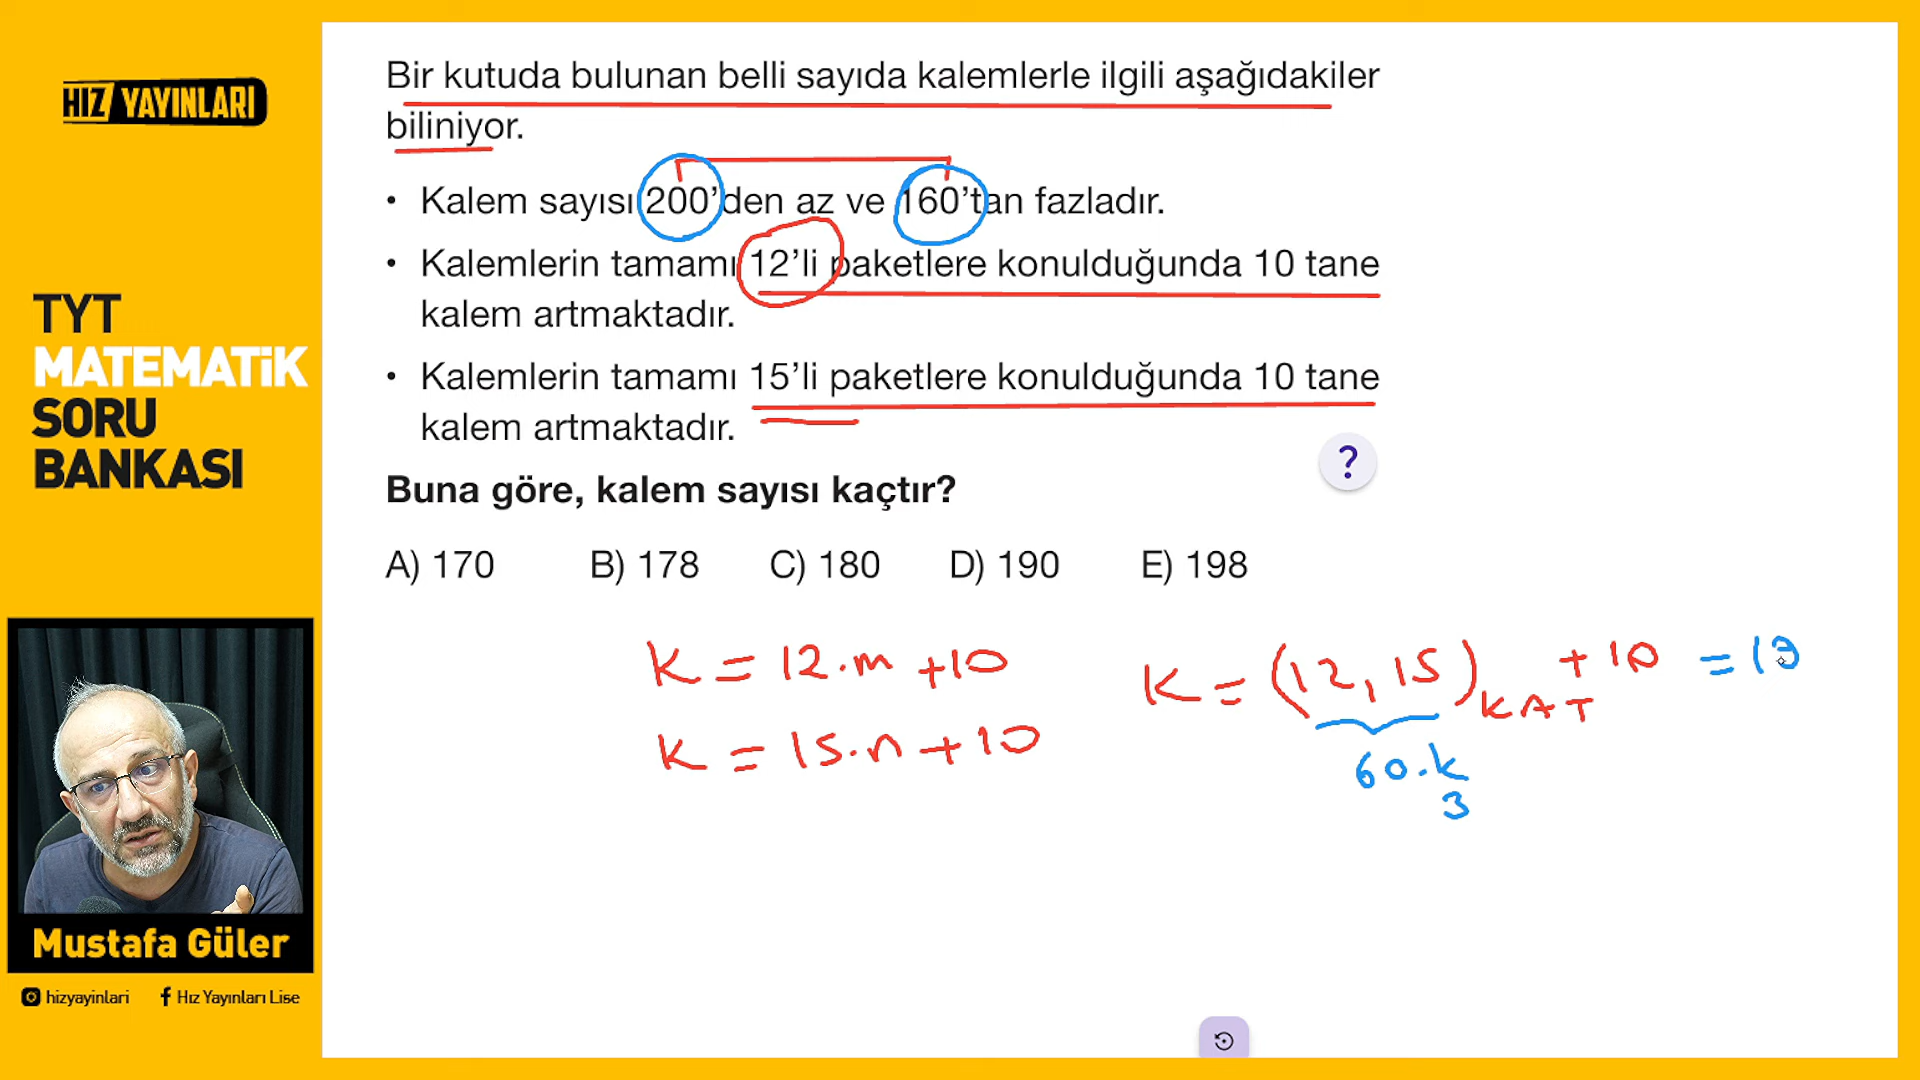 HIZ YAYINLARI
TYT
MATEMATİK
SORU
BANKASI
Bir kutuda bulunan belli sayıda kalemlerle ilgili aşağıdakiler
biliniyor.
• Kalem sayısı 200'den az ve 160'tan fazladır.
• Kalemlerin tamamı 12'li paketlere konulduğunda 10 tane
kalem artmaktadır.
• Kalemlerin tamamı 15'li paketlere konulduğunda 10 tane
kalem artmaktadır.
?
Buna göre, kalem sayısı kaçtır?
A) 170 B) 178 C) 180 D) 190 E) 198
K = 12.m +10
K = 15.n +10
K = (12, 15) KAT +10 = 19
60.k
3
Mustafa Güler
hizyayinlari
Hız Yayınları Lise